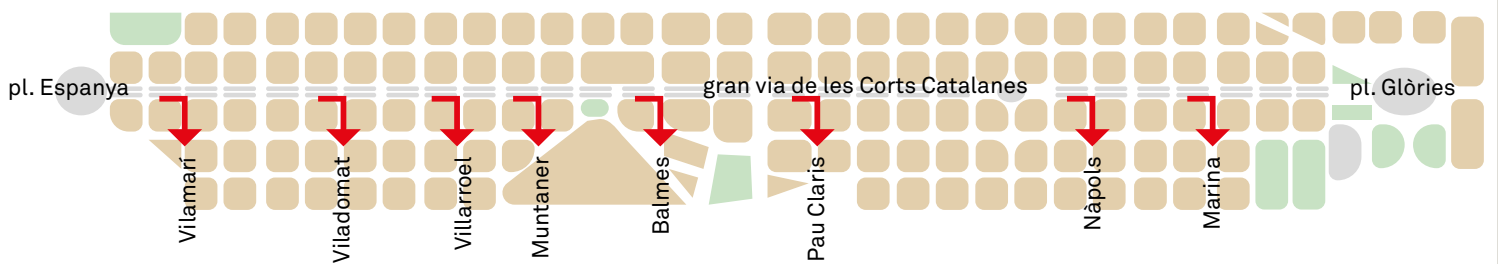 pl. Espanya
gran via de les Corts Catalanes
pl. Glòries
Vilamarí
Viladomat
Villarroel
Muntaner
Balmes
Pau Claris
Nàpols
Marina